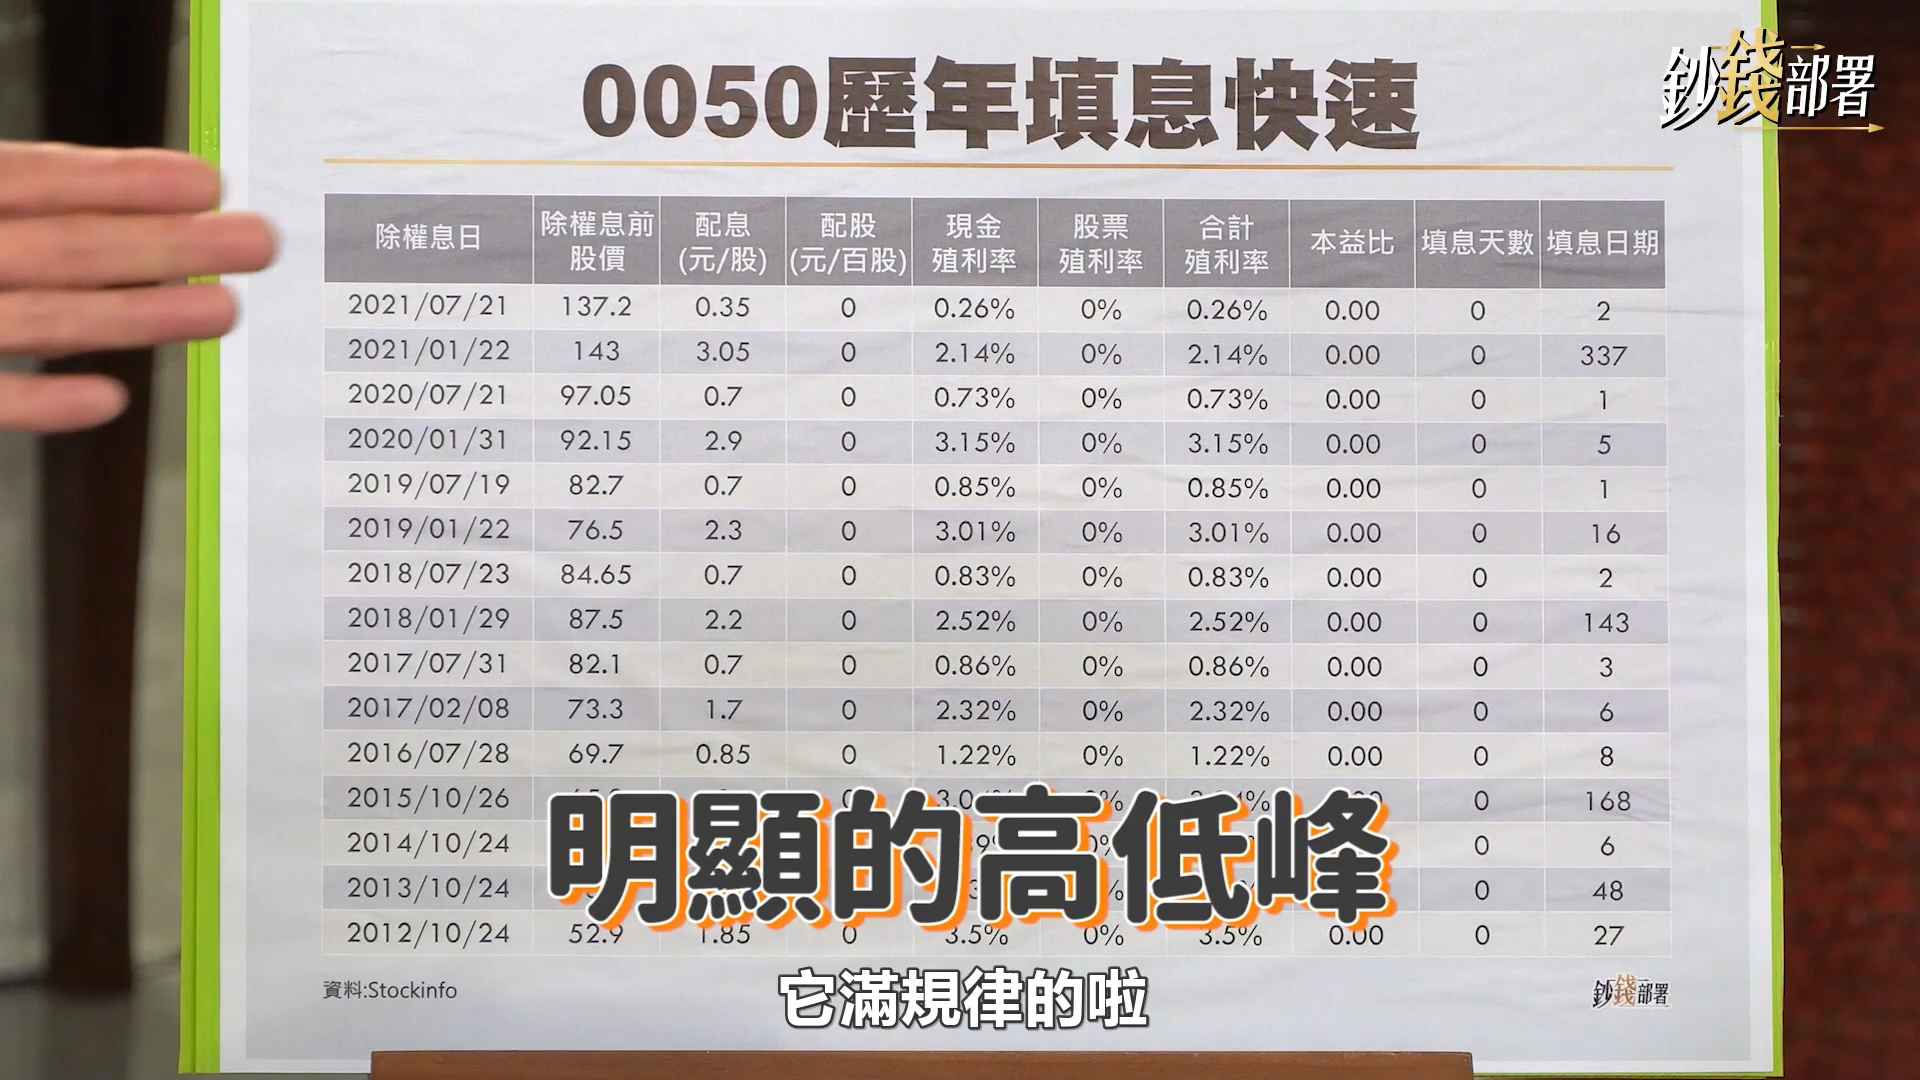 鈔錢部署
0050歷年填息快速
除權息日 除權息前股價 配息(元/股) 配股(元/百股) 現金殖利率 股票殖利率 合計殖利率 本益比 填息天數 填息日期
2021/07/21 137.2 0.35 0 0.26% 0% 0.26% 0.00 0 2
2021/01/22 143 3.05 0 2.14% 0% 2.14% 0.00 0 337
2020/07/21 97.05 0.7 0 0.73% 0% 0.73% 0.00 0 1
2020/01/31 92.15 2.9 0 3.15% 0% 3.15% 0.00 0 5
2019/07/19 82.7 0.7 0 0.85% 0% 0.85% 0.00 0 1
2019/01/22 76.5 2.3 0 3.01% 0% 3.01% 0.00 0 16
2018/07/23 84.65 0.7 0 0.83% 0% 0.83% 0.00 0 2
2018/01/29 87.5 2.2 0 2.52% 0% 2.52% 0.00 0 143
2017/07/31 82.1 0.7 0 0.86% 0% 0.86% 0.00 0 3
2017/02/08 73.3 1.7 0 2.32% 0% 2.32% 0.00 0 6
2016/07/28 69.7 0.85 0 1.22% 0% 1.22% 0.00 0 8
2015/10/26 0 168
2014/10/24 0 6
2013/10/24 0 48
2012/10/24 52.9 1.85 0 3.5% 0% 3.5% 0.00 0 27
明顯的高低峰
資料:Stockinfo
鈔錢部署
它滿規律的啦